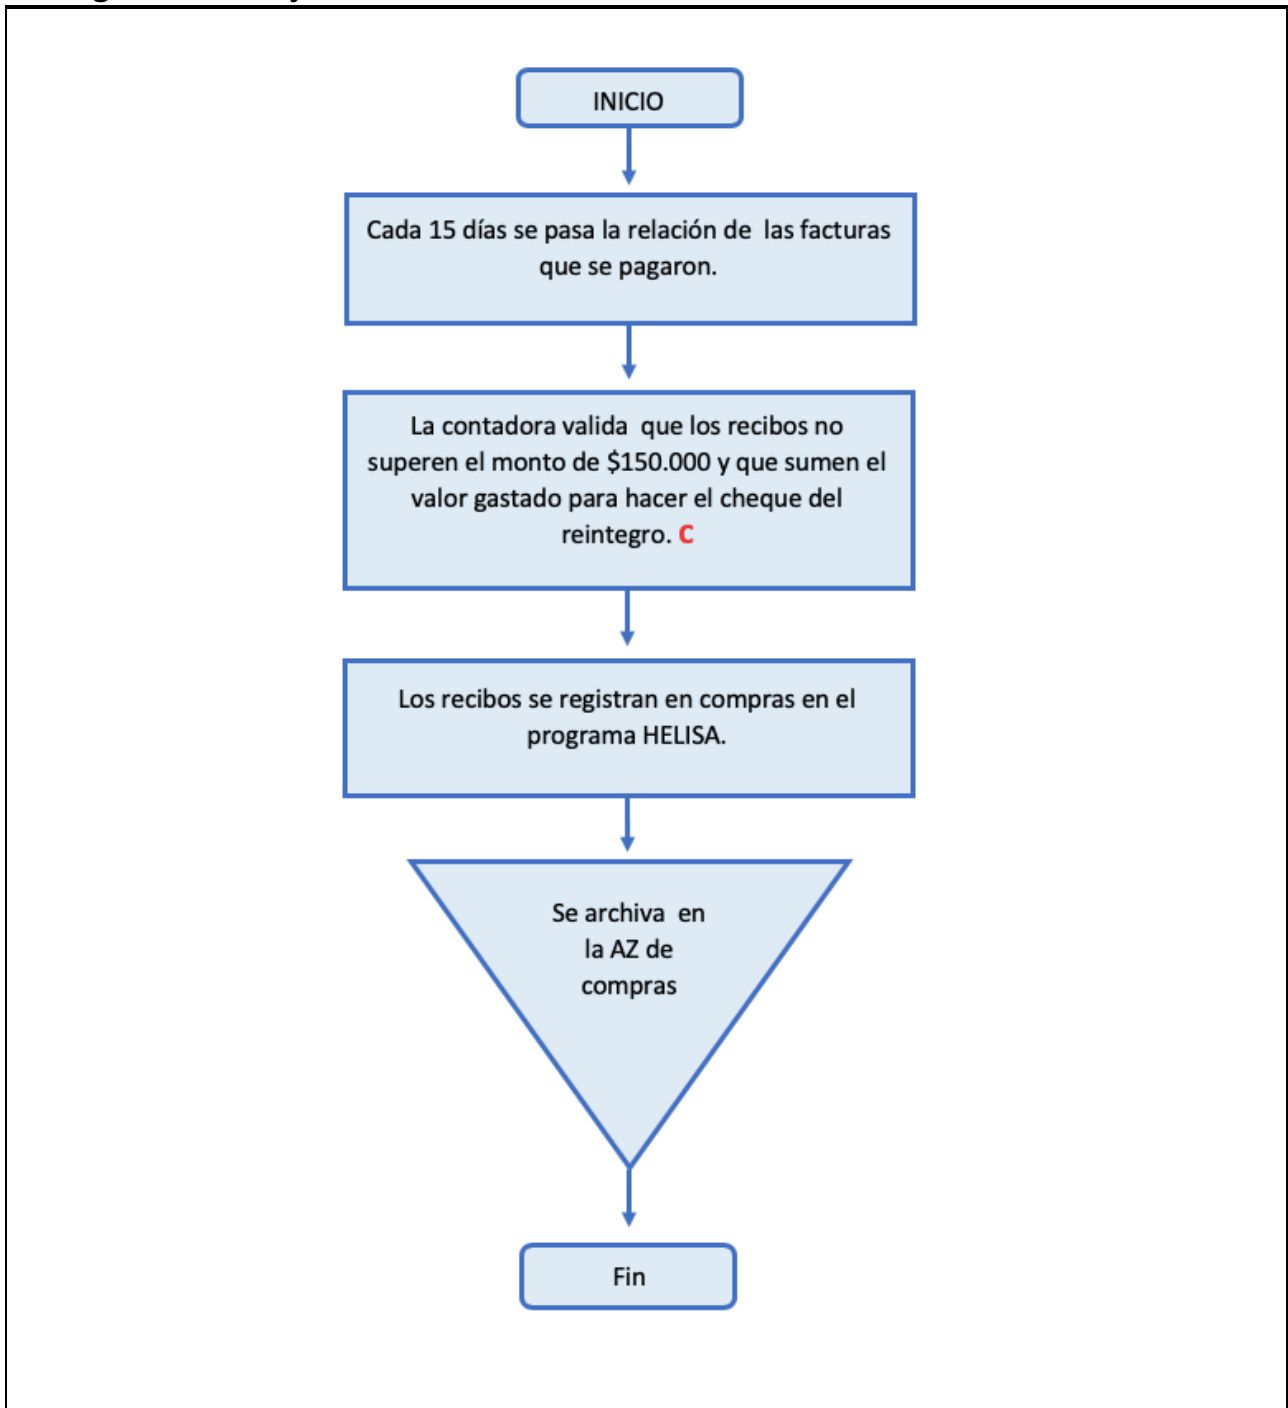 INICIO
Cada 15 días se pasa la relación de las facturas
que se pagaron.
La contadora valida que los recibos no
superen el monto de $150.000 y que sumen el
valor gastado para hacer el cheque del
reintegro. C
Los recibos se registran en compras en el
programa HELISA.
Se archiva en
la AZ de
compras
Fin